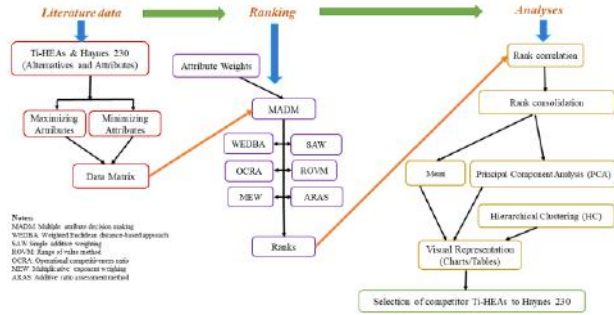 Literature data
Ranking
Analyses
Ti-HEAs & Haynes 230
(Alternatives and Attributes)
Maximizing
Attributes
Minimizing
Attributes
Data Matrix
Attribute Weights
MADM
WEDBA
SAW
OCRA
ROVM
MEW
ARAS
Ranks
Rank correlation
Rank consolidation
Mean
Principal Component Analysis (PCA)
Hierarchical Clustering (HC)
Visual Representation
(Charts/Tables)
Selection of competitor Ti-HEAs to Haynes 230
Notes:
MADM: Multiple attribute decision making
WEDBA: Weighted Euclidean distance-based approach
SAW: Simple additive weighting
ROVM: Range of value method
OCRA: Operational competitiveness ratio
MEW: Multiplicative exponent weighing
ARAS: Additive ratio assessment method